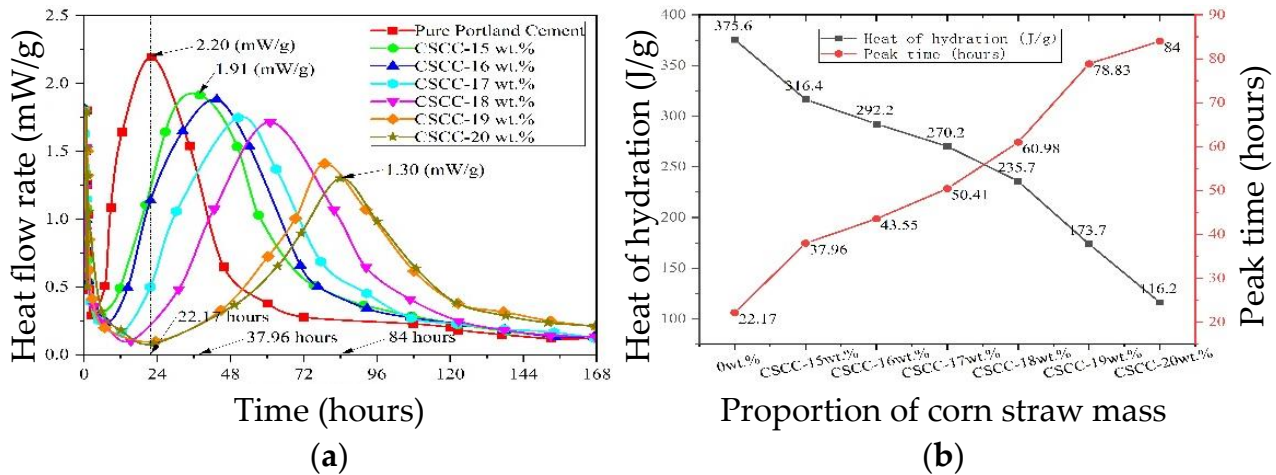 Heat flow rate (mW/g)
2.5
2.0
1.5
1.0
0.5
0.0
2.20 (mW/g)
1.91 (mW/g)
1.30 (mW/g)
Pure Portland Cement
CSCC-15 wt.%
CSCC-16 wt.%
CSCC-17 wt.%
CSCC-18 wt.%
CSCC-19 wt.%
CSCC-20 wt.%
22.17 hours
37.96 hours
84 hours
0 24 48 72 96 120 144 168
Time (hours)
(a)
Heat of hydration (J/g)
400
350
300
250
200
150
100
Heat of hydration (J/g)
Peak time (hours)
375.6
316.4
292.2
270.2
235.7
173.7
116.2
22.17
37.96
43.55
50.41
60.98
78.83
84
90
80
70
60
50
40
30
20
Peak time (hours)
0wt.% CSCC-15wt.% CSCC-16wt.% CSCC-17wt.% CSCC-18wt.% CSCC-19wt.% CSCC-20wt.%
Proportion of corn straw mass
(b)